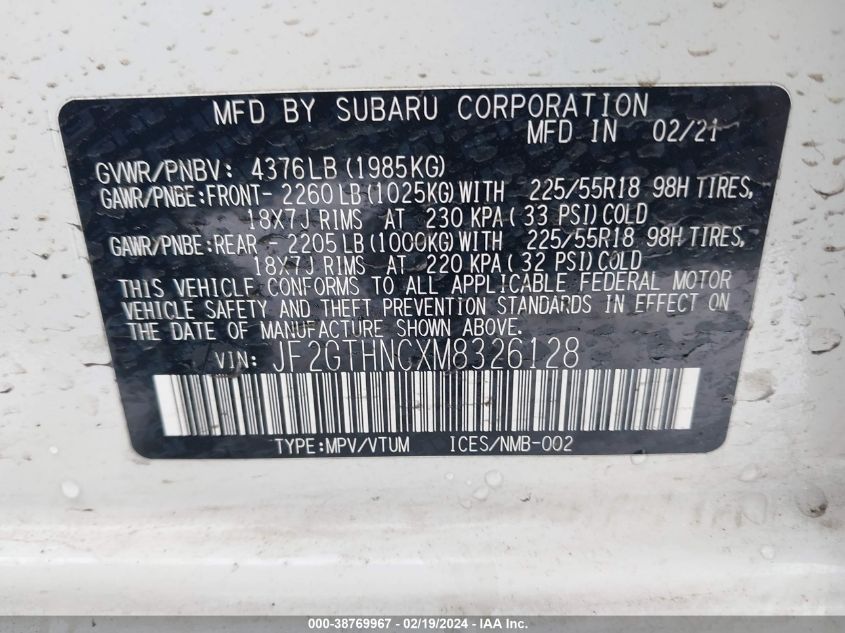 MFD BY SUBARU CORPORATION
MFD IN 02/21
GVWR/PNBV: 4376LB(1985KG)
GAWR/PNBE:FRONT- 2260LB(1025KG)WITH 225/55R18 98H TIRES,
18X7J RIMS AT 230 KPA( 33 PSI)COLD
GAWR/PNBE:REAR - 2205LB(1000KG)WITH 225/55R18 98H TIRES,
18X7J RIMS AT 220 KPA( 32 PSI)COLD
THIS VEHICLE CONFORMS TO ALL APPLICABLE FEDERAL MOTOR
VEHICLE SAFETY AND THEFT PREVENTION STANDARDS IN EFFECT ON
THE DATE OF MANUFACTURE SHOWN ABOVE.
VIN: JF2GTHNCXM8326128
TYPE:MPV/VTUM ICES/NMB-002
000-38769967 - 02/19/2024 - IAA Inc.